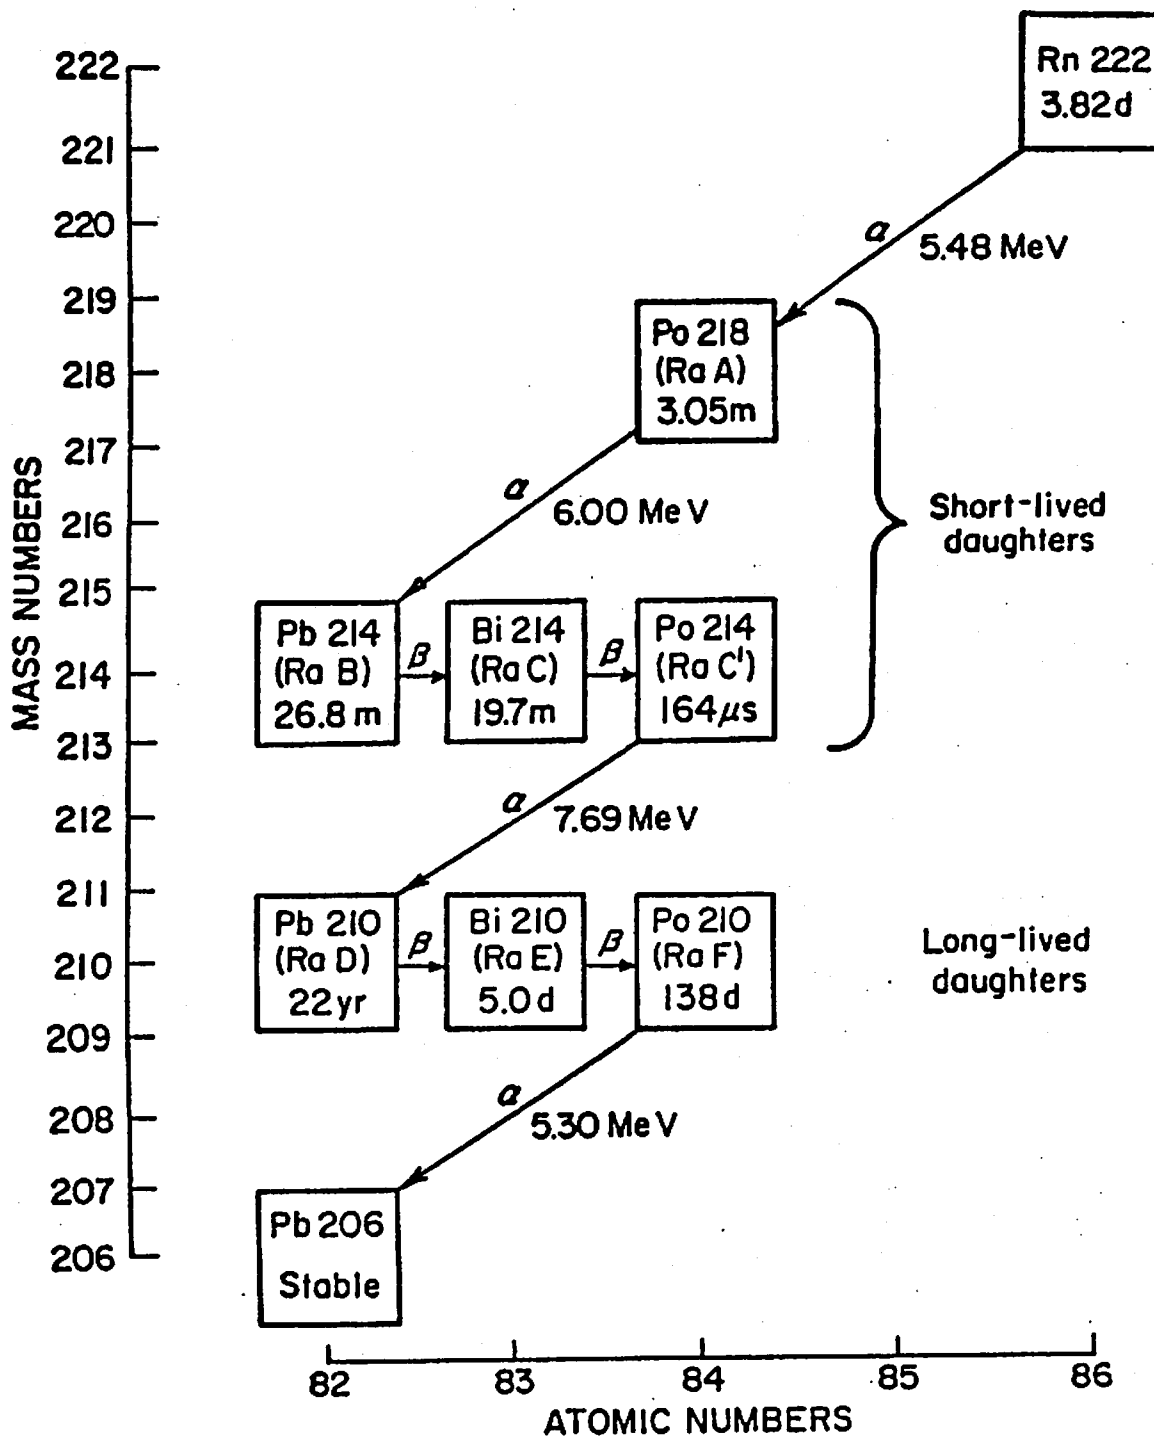 222
221
220
219
218
217
216
215
214
213
212
211
210
209
208
207
206
MASS NUMBERS
Rn 222
3.82d
α
5.48 MeV
Po 218
(Ra A)
3.05m
α
6.00 MeV
Short-lived
daughters
Pb 214
(Ra B)
26.8 m
β
Bi 214
(Ra C)
19.7m
β
Po 214
(Ra C')
164μs
α
7.69 MeV
Pb 210
(Ra D)
22 yr
β
Bi 210
(Ra E)
5.0 d
β
Po 210
(Ra F)
138d
Long-lived
daughters
α
5.30 MeV
Pb 206
Stable
82
83
84
85
86
ATOMIC NUMBERS